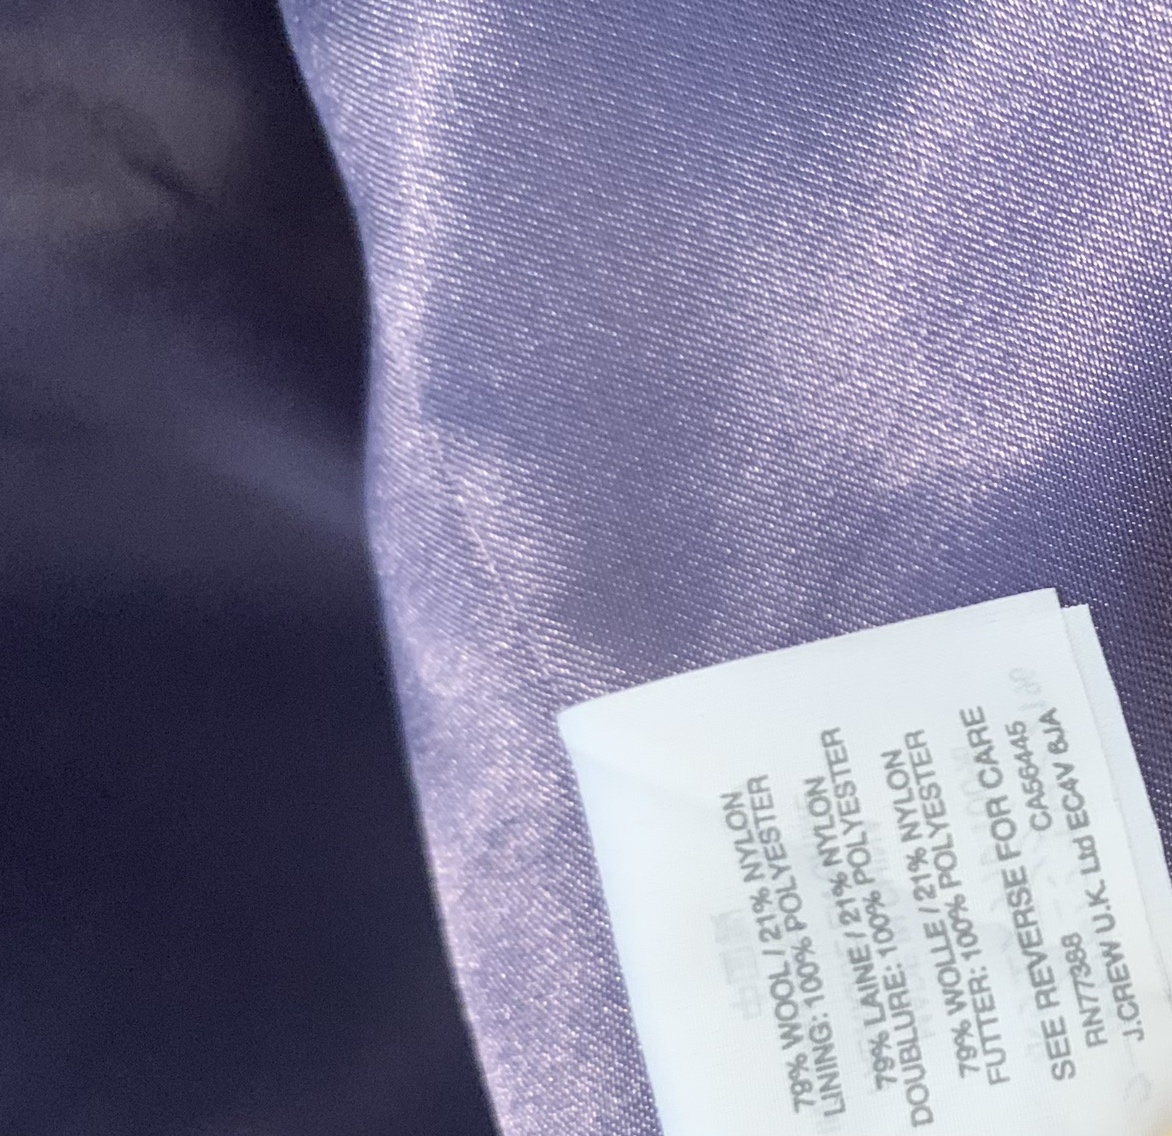 79% WOOL / 21% NYLON
LINING: 100% POLYESTER
79% LAINE / 21% NYLON
DOUBLURE: 100% POLYESTER
79% WOLLE / 21% NYLON
FUTTER: 100% POLYESTER
SEE REVERSE FOR CARE
RN77388 CA56445
J.CREW U.K. Ltd EC4V 6JA